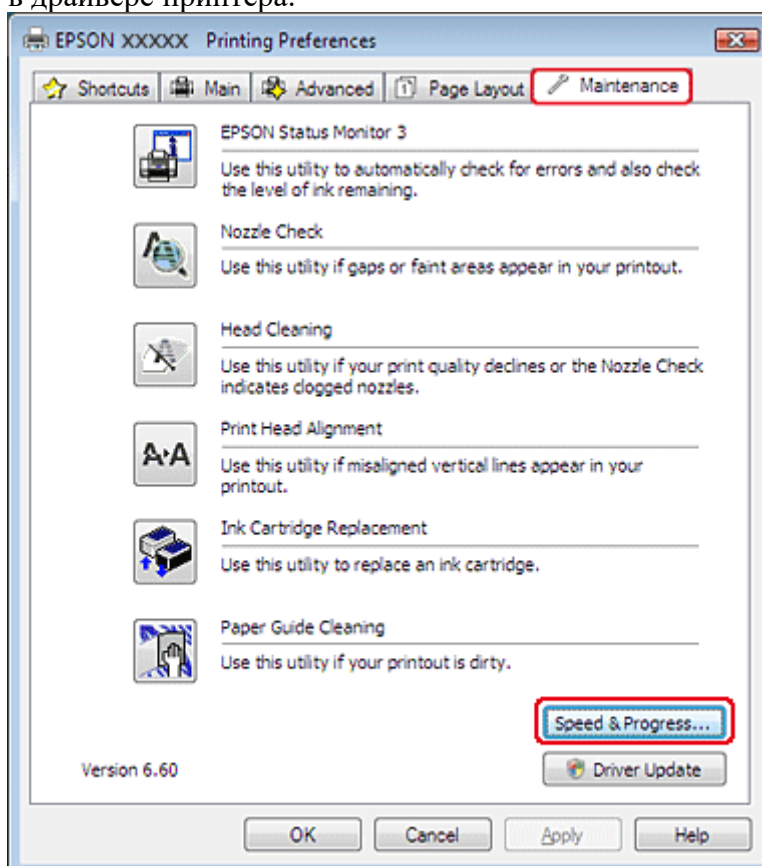 в драйвере принтера.
EPSON XXXXX Printing Preferences
Shortcuts Main Advanced Page Layout Maintenance
EPSON Status Monitor 3
Use this utility to automatically check for errors and also check
the level of ink remaining.
Nozzle Check
Use this utility if gaps or faint areas appear in your printout.
Head Cleaning
Use this utility if your print quality declines or the Nozzle Check
indicates clogged nozzles.
Print Head Alignment
A·A
Use this utility if misaligned vertical lines appear in your
printout.
Ink Cartridge Replacement
Use this utility to replace an ink cartridge.
Paper Guide Cleaning
Use this utility if your printout is dirty.
Speed & Progress...
Version 6.60
Driver Update
OK Cancel Apply Help